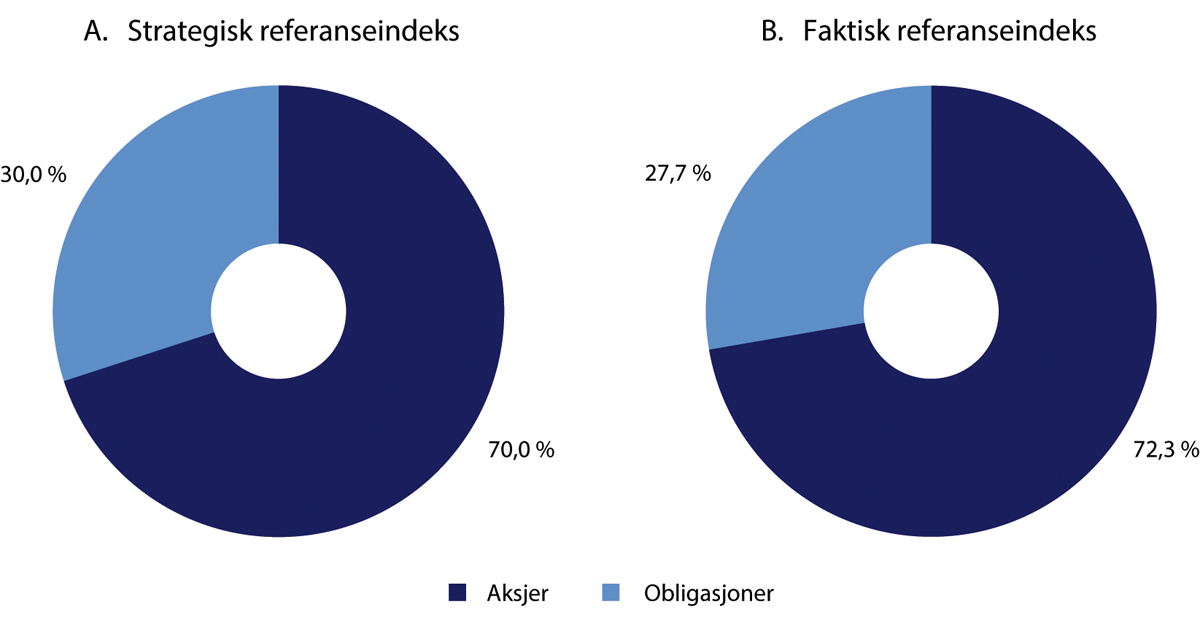 A. Strategisk referanseindeks
B. Faktisk referanseindeks
30,0 %
70,0 %
27,7 %
72,3 %
Aksjer
Obligasjoner